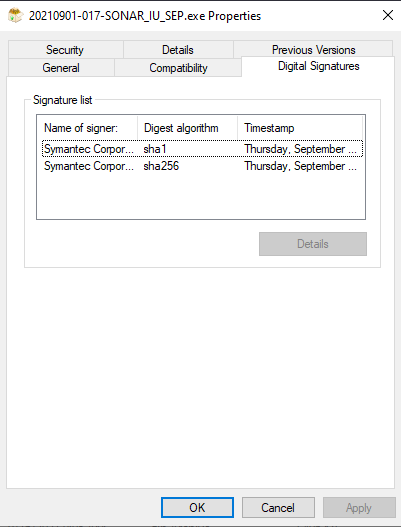 20210901-017-SONAR_IU_SEP.exe Properties
Security Details Previous Versions
General Compatibility Digital Signatures
Signature list
Name of signer: Digest algorithm Timestamp
Symantec Corpor... sha1 Thursday, September ...
Symantec Corpor... sha256 Thursday, September ...
Details
OK Cancel Apply